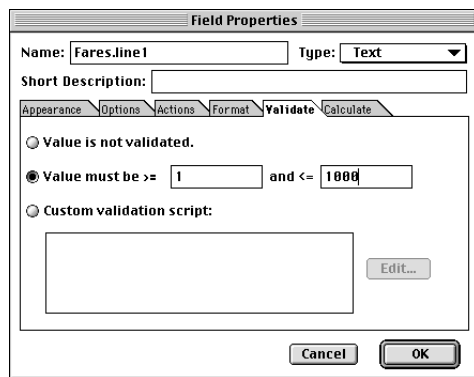 Field Properties
Name: Fares.line1 Type: Text
Short Description:
Appearance Options Actions Format Validate Calculate
Value is not validated.
Value must be >= 1 and <= 1000
Custom validation script:
Edit...
Cancel OK